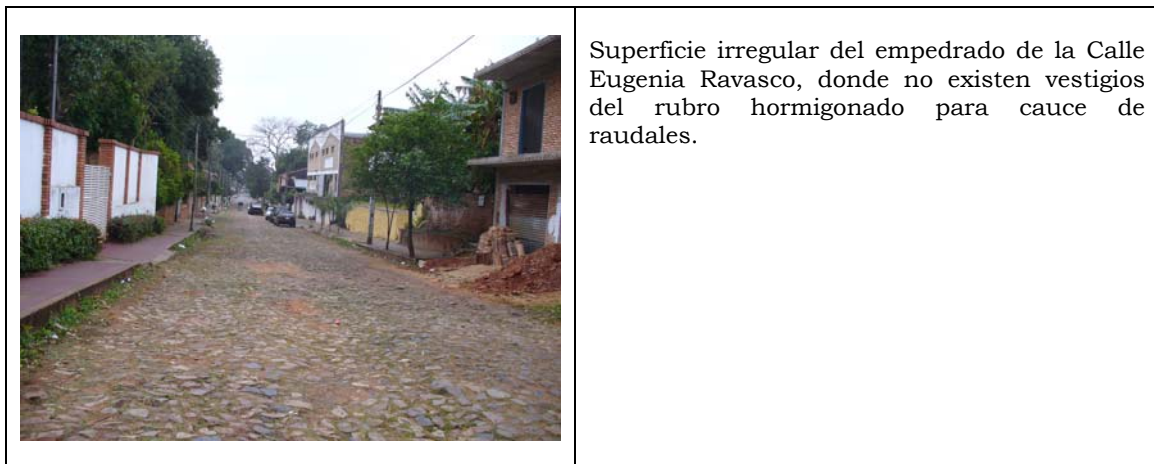 Superficie irregular del empedrado de la Calle
Eugenia Ravasco, donde no existen vestigios
del rubro hormigonado para cauce de
raudales.